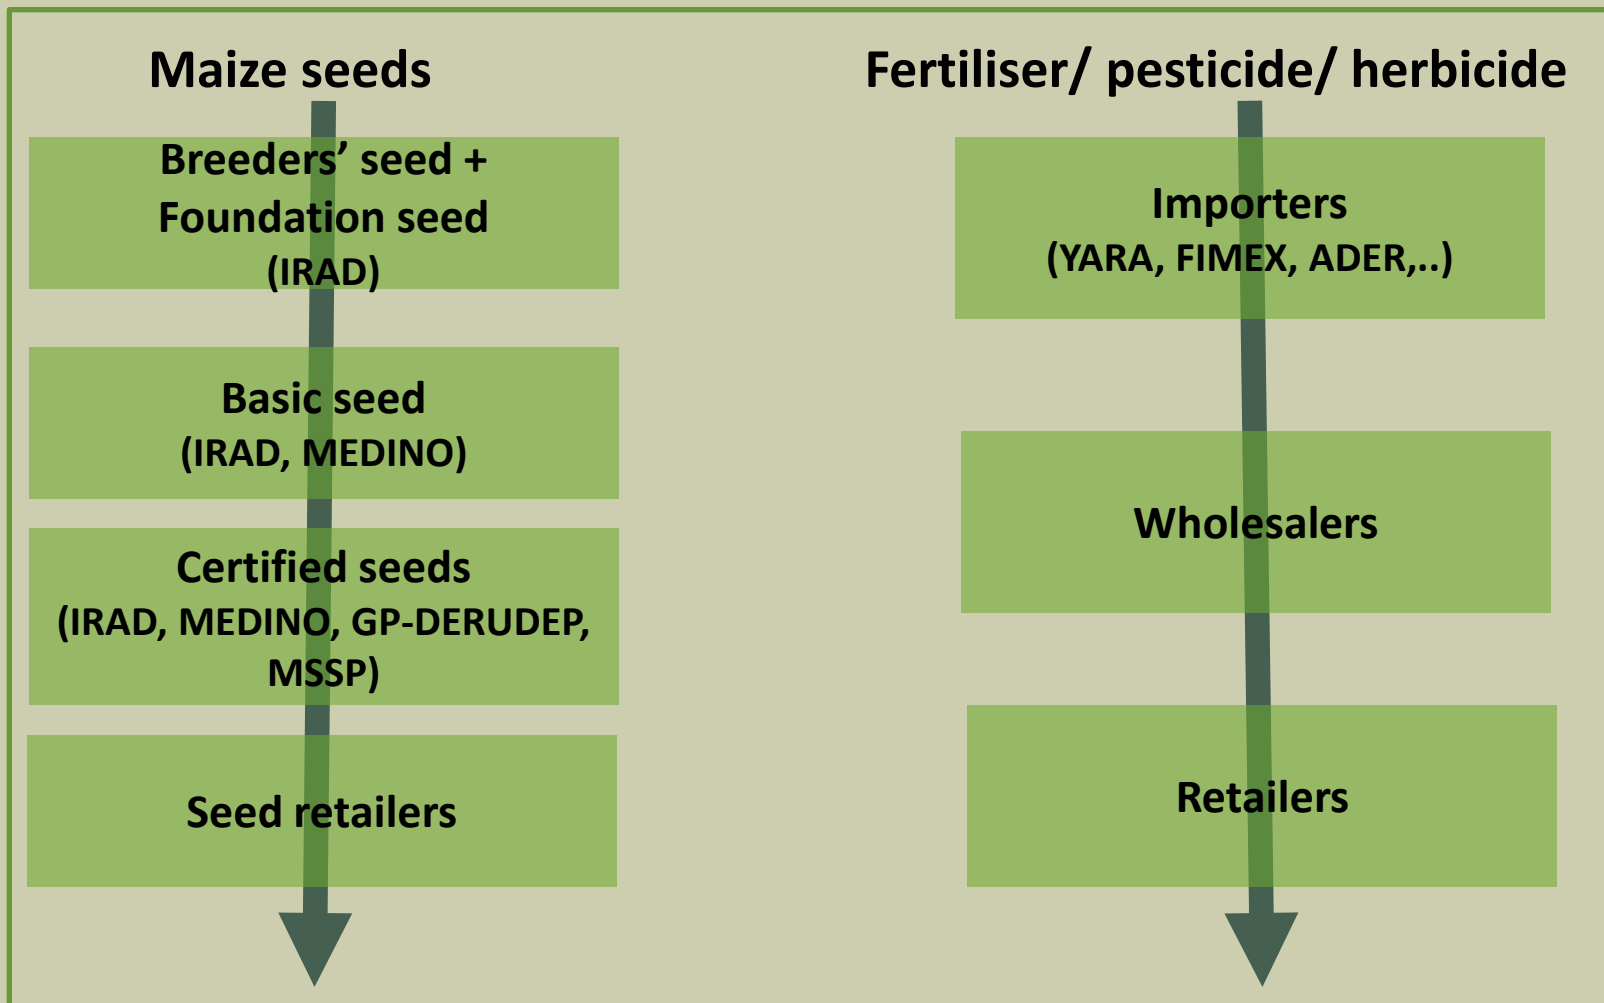 Maize seeds
Breeders’ seed +
Foundation seed
(IRAD)
Basic seed
(IRAD, MEDINO)
Certified seeds
(IRAD, MEDINO, GP-DERUDEP,
MSSP)
Seed retailers
Fertiliser/ pesticide/ herbicide
Importers
(YARA, FIMEX, ADER,..)
Wholesalers
Retailers